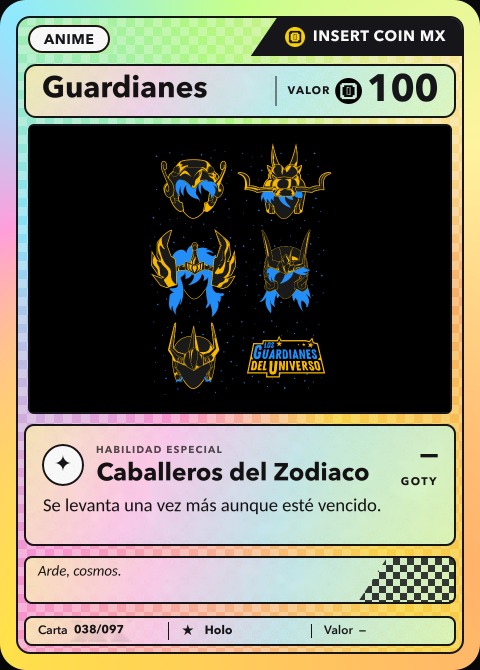 ANIME
INSERT COIN MX
Guardianes
VALOR 100
LOS
GUARDIANES
DEL UNIVERSO
HABILIDAD ESPECIAL
Caballeros del Zodiaco
—
GOTY
Se levanta una vez más aunque esté vencido.
Arde, cosmos.
Carta 038/097 ★ Holo Valor —